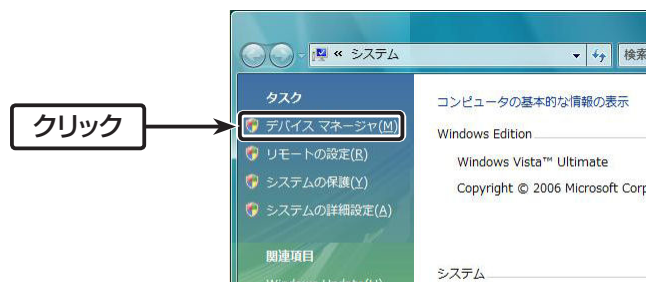 « システム
検索
タスク
コンピュータの基本的な情報の表示
クリック
デバイス マネージャ(M)
Windows Edition
リモートの設定(R)
Windows Vista™ Ultimate
システムの保護(Y)
Copyright © 2006 Microsoft Corp
システムの詳細設定(A)
関連項目
システム
Windows Update(U)